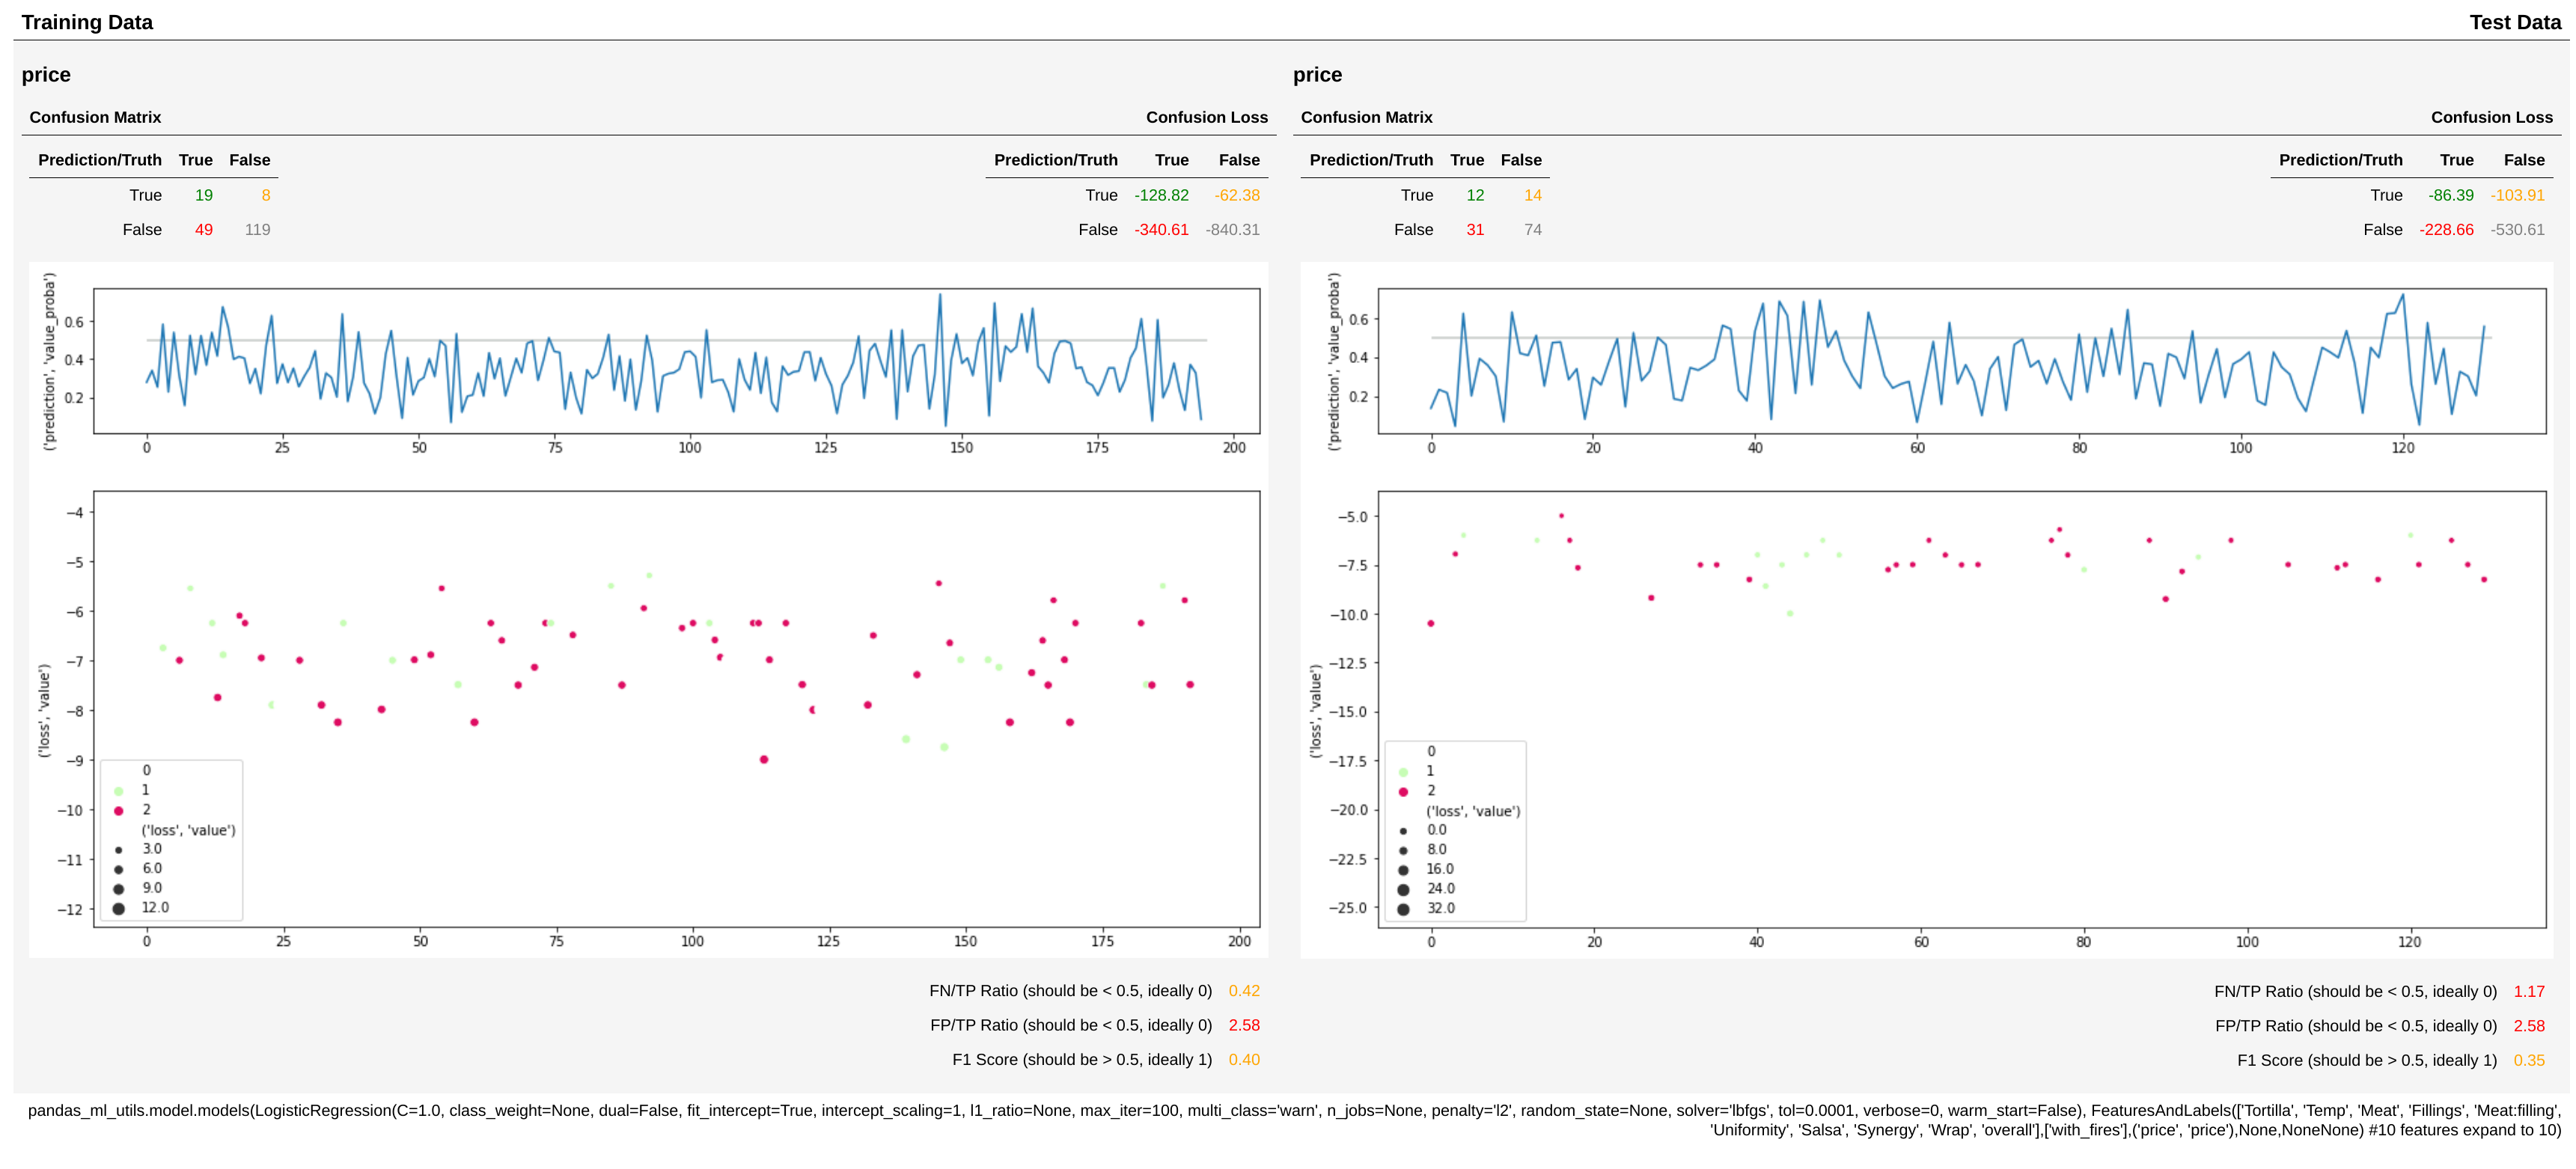 Training Data Test Data
price price
Confusion Matrix Confusion Loss Confusion Matrix Confusion Loss
Prediction/Truth True False Prediction/Truth True False Prediction/Truth True False Prediction/Truth True False
True 19 8 True -128.82 -62.38 True 12 14 True -86.39 -103.91
False 49 119 False -340.61 -840.31 False 31 74 False -228.66 -530.61
('prediction', 'value_proba')
0.6
0.4
0.2
0 25 50 75 100 125 150 175 200
('prediction', 'value_proba')
0.6
0.4
0.2
0 20 40 60 80 100 120
('loss', 'value')
−4
−5
−6
−7
−8
−9
−10
−11
−12
0
1
2
('loss', 'value')
3.0
6.0
9.0
12.0
0 25 50 75 100 125 150 175 200
('loss', 'value')
−5.0
−7.5
−10.0
−12.5
−15.0
−17.5
−20.0
−22.5
−25.0
0
1
2
('loss', 'value')
0.0
8.0
16.0
24.0
32.0
0 20 40 60 80 100 120
FN/TP Ratio (should be < 0.5, ideally 0) 0.42 FN/TP Ratio (should be < 0.5, ideally 0) 1.17
FP/TP Ratio (should be < 0.5, ideally 0) 2.58 FP/TP Ratio (should be < 0.5, ideally 0) 2.58
F1 Score (should be > 0.5, ideally 1) 0.40 F1 Score (should be > 0.5, ideally 1) 0.35
pandas_ml_utils.model.models(LogisticRegression(C=1.0, class_weight=None, dual=False, fit_intercept=True, intercept_scaling=1, l1_ratio=None, max_iter=100, multi_class='warn', n_jobs=None, penalty='l2', random_state=None, solver='lbfgs', tol=0.0001, verbose=0, warm_start=False), FeaturesAndLabels(['Tortilla', 'Temp', 'Meat', 'Fillings', 'Meat:filling',
'Uniformity', 'Salsa', 'Synergy', 'Wrap', 'overall'],['with_fires'],('price', 'price'),None,NoneNone) #10 features expand to 10)